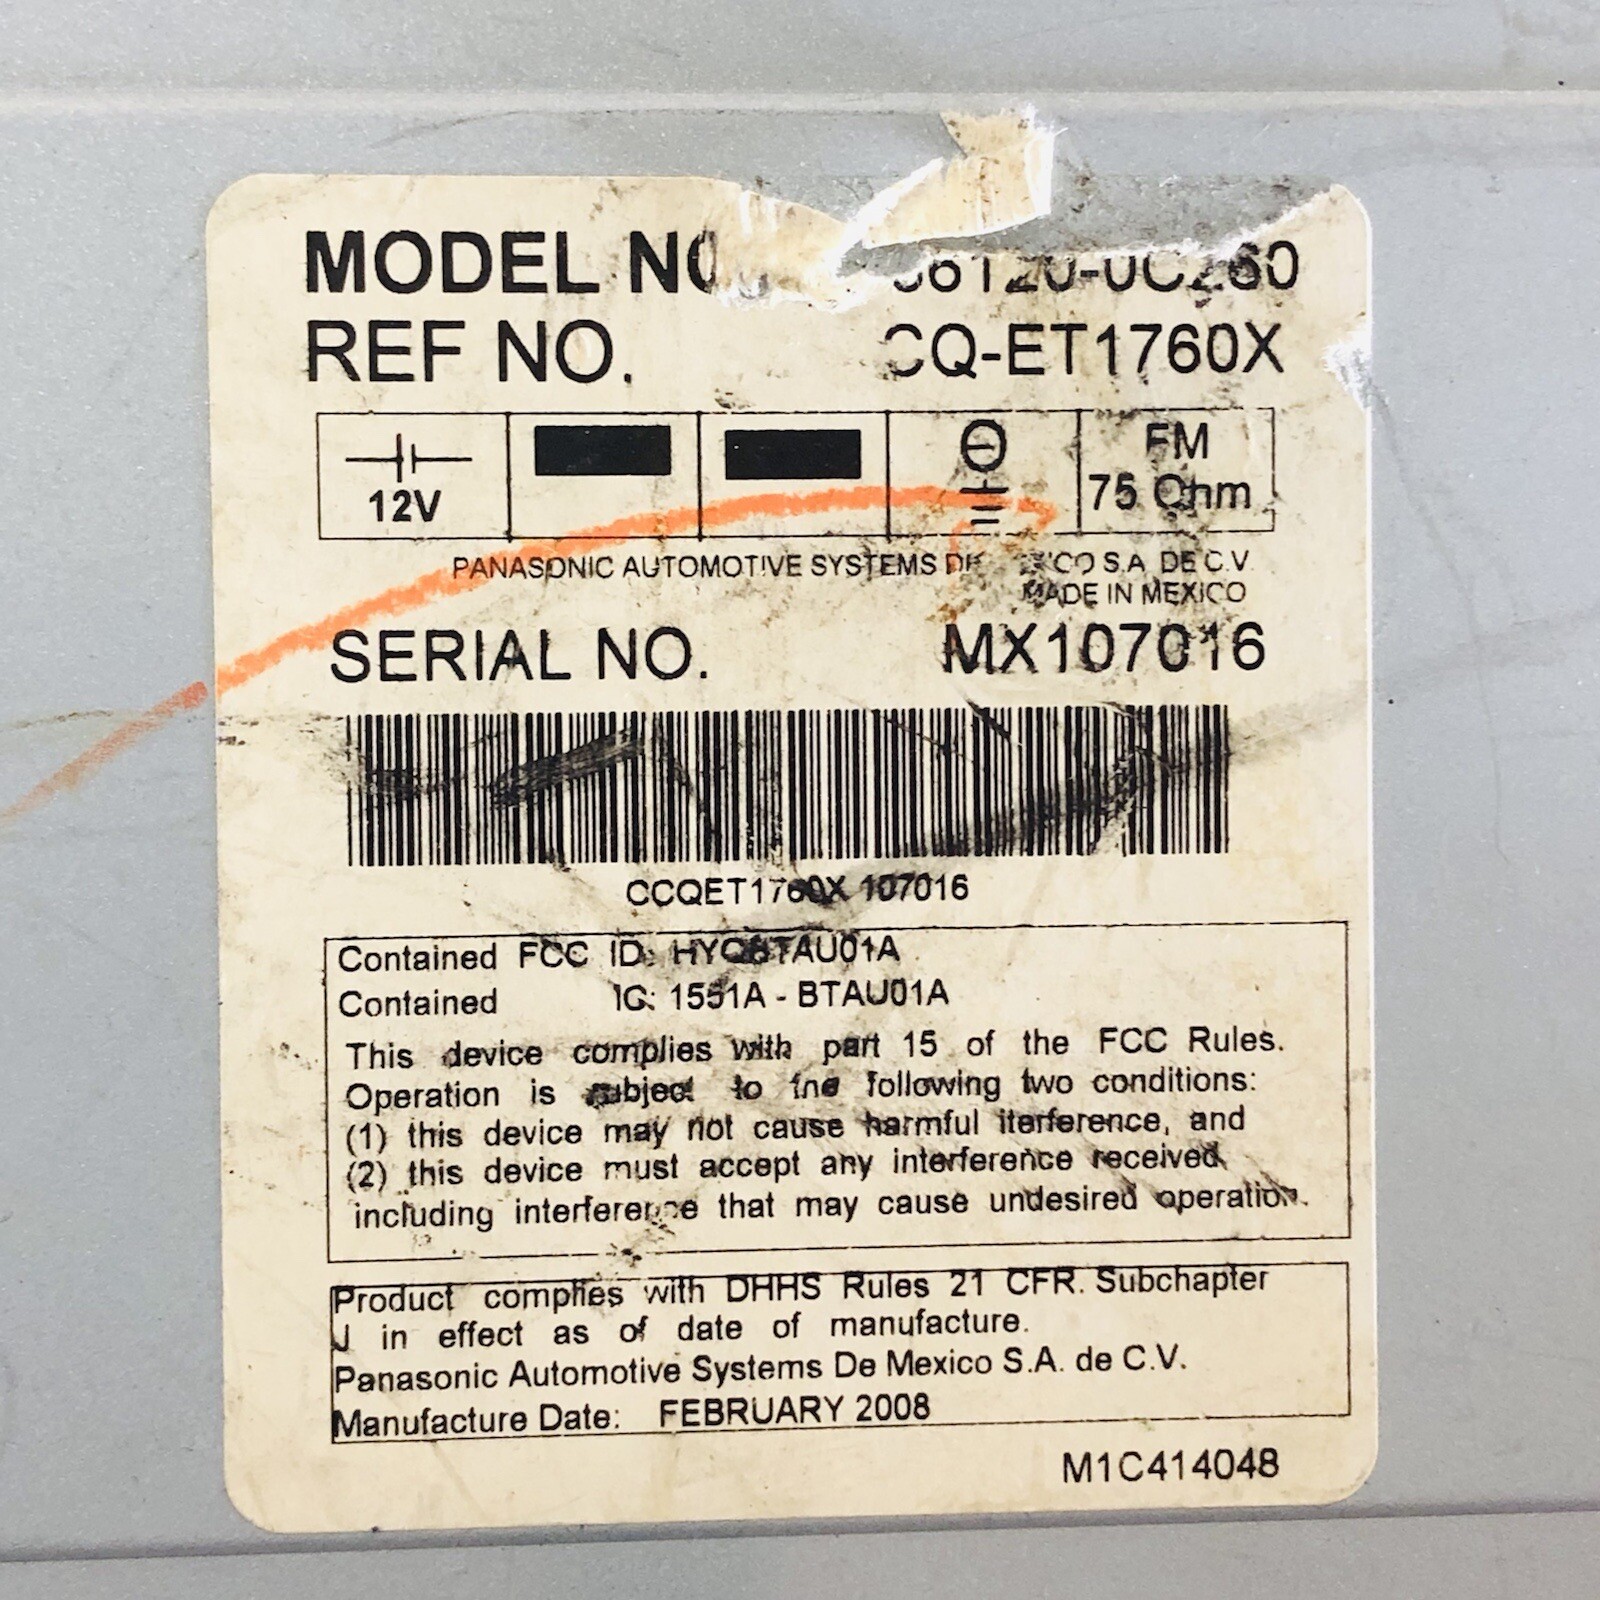 MODEL NO. 86120-0C260
REF NO. CQ-ET1760X
12V
FM
75 Ohm
PANASONIC AUTOMOTIVE SYSTEMS DE MEXICO S.A. DE C.V.
MADE IN MEXICO
SERIAL NO. MX107016
CCQET1760X 107016
Contained FCC ID: HYQBTAU01A
Contained IC: 1551A - BTAU01A
This device complies with part 15 of the FCC Rules.
Operation is subject to the following two conditions:
(1) this device may not cause harmful iterference, and
(2) this device must accept any interference received,
including interference that may cause undesired operation.
Product complies with DHHS Rules 21 CFR. Subchapter
J in effect as of date of manufacture.
Panasonic Automotive Systems De Mexico S.A. de C.V.
Manufacture Date: FEBRUARY 2008
M1C414048